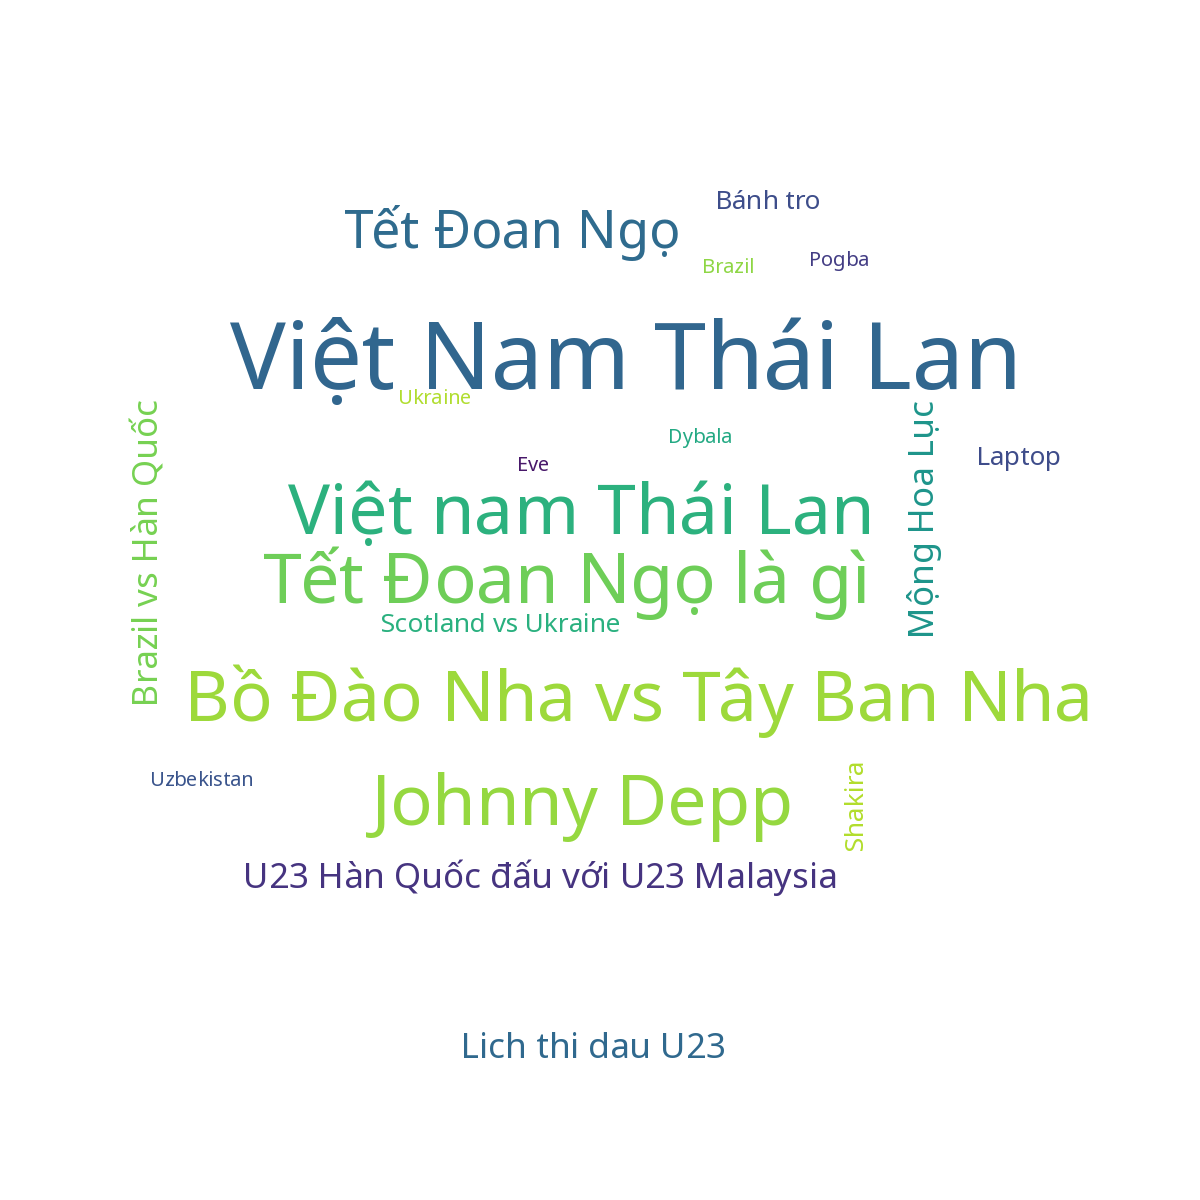 Bánh tro
Tết Đoan Ngọ
Brazil
Pogba
Việt Nam Thái Lan
Ukraine
Dybala
Brazil vs Hàn Quốc
Mộng Hoa Lục
Laptop
Eve
Việt nam Thái Lan
Tết Đoan Ngọ là gì
Scotland vs Ukraine
Bồ Đào Nha vs Tây Ban Nha
Uzbekistan
Johnny Depp
Shakira
U23 Hàn Quốc đấu với U23 Malaysia
Lich thi dau U23